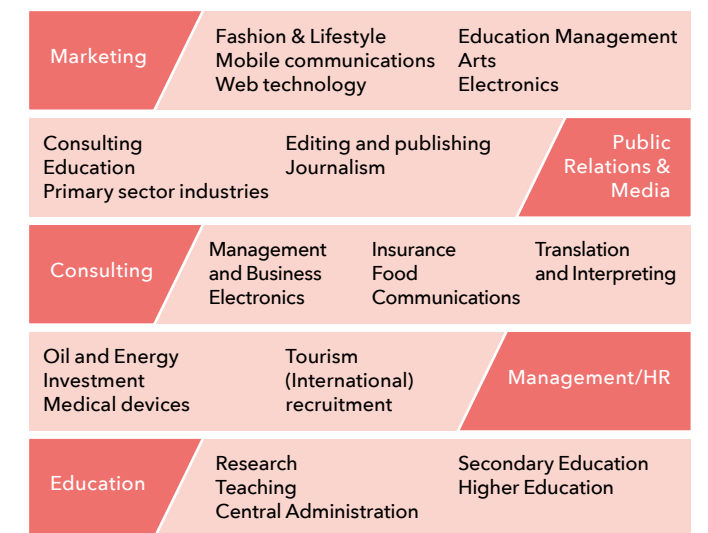 Marketing
Fashion & Lifestyle
Mobile communications
Web technology
Education Management
Arts
Electronics
Consulting
Education
Primary sector industries
Editing and publishing
Journalism
Public
Relations &
Media
Consulting
Management
and Business
Electronics
Insurance
Food
Communications
Translation
and Interpreting
Oil and Energy
Investment
Medical devices
Tourism
(International)
recruitment
Management/HR
Education
Research
Teaching
Central Administration
Secondary Education
Higher Education